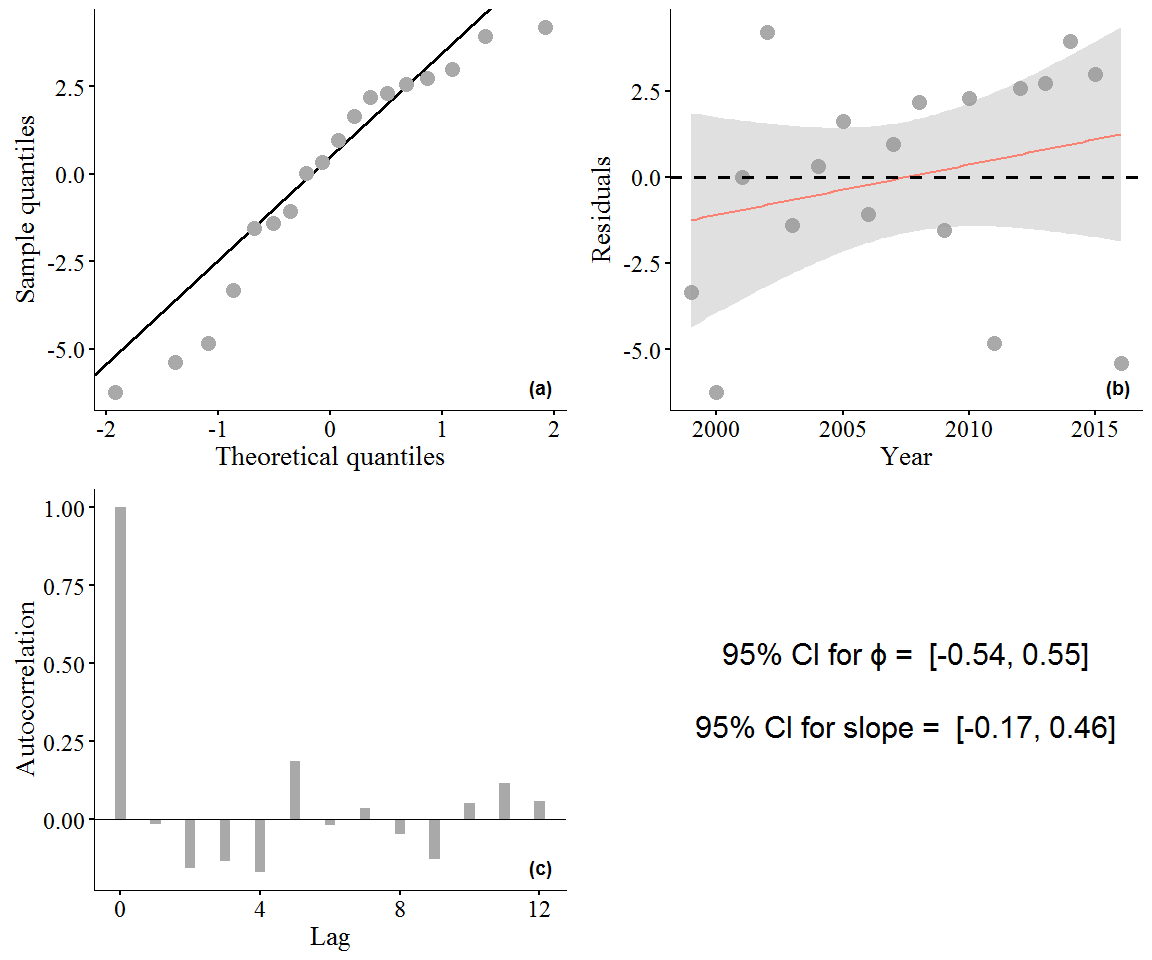 Sample quantiles
2.5
0.0
-2.5
-5.0
-2 -1 0 1 2
Theoretical quantiles
(a)
Residuals
2.5
0.0
-2.5
-5.0
2000 2005 2010 2015
Year
(b)
Autocorrelation
1.00
0.75
0.50
0.25
0.00
0 4 8 12
Lag
(c)
95% CI for ϕ = [-0.54, 0.55]
95% CI for slope = [-0.17, 0.46]